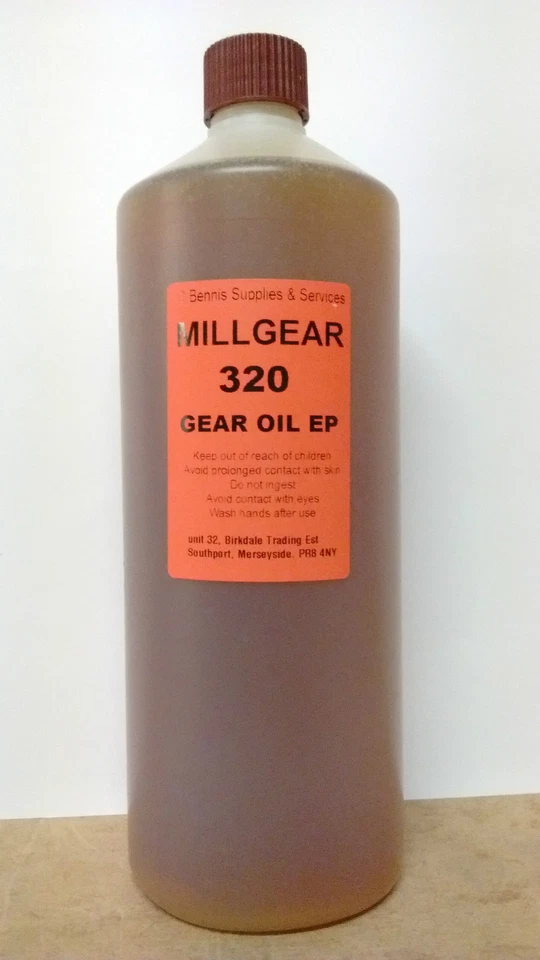 Bennis Supplies & Services
MILLGEAR
320
GEAR OIL EP
Keep out of reach of children
Avoid prolonged contact with skin
Do not ingest
Avoid contact with eyes
Wash hands after use
unit 32, Birkdale Trading Est
Southport, Merseyside. PR8 4NY